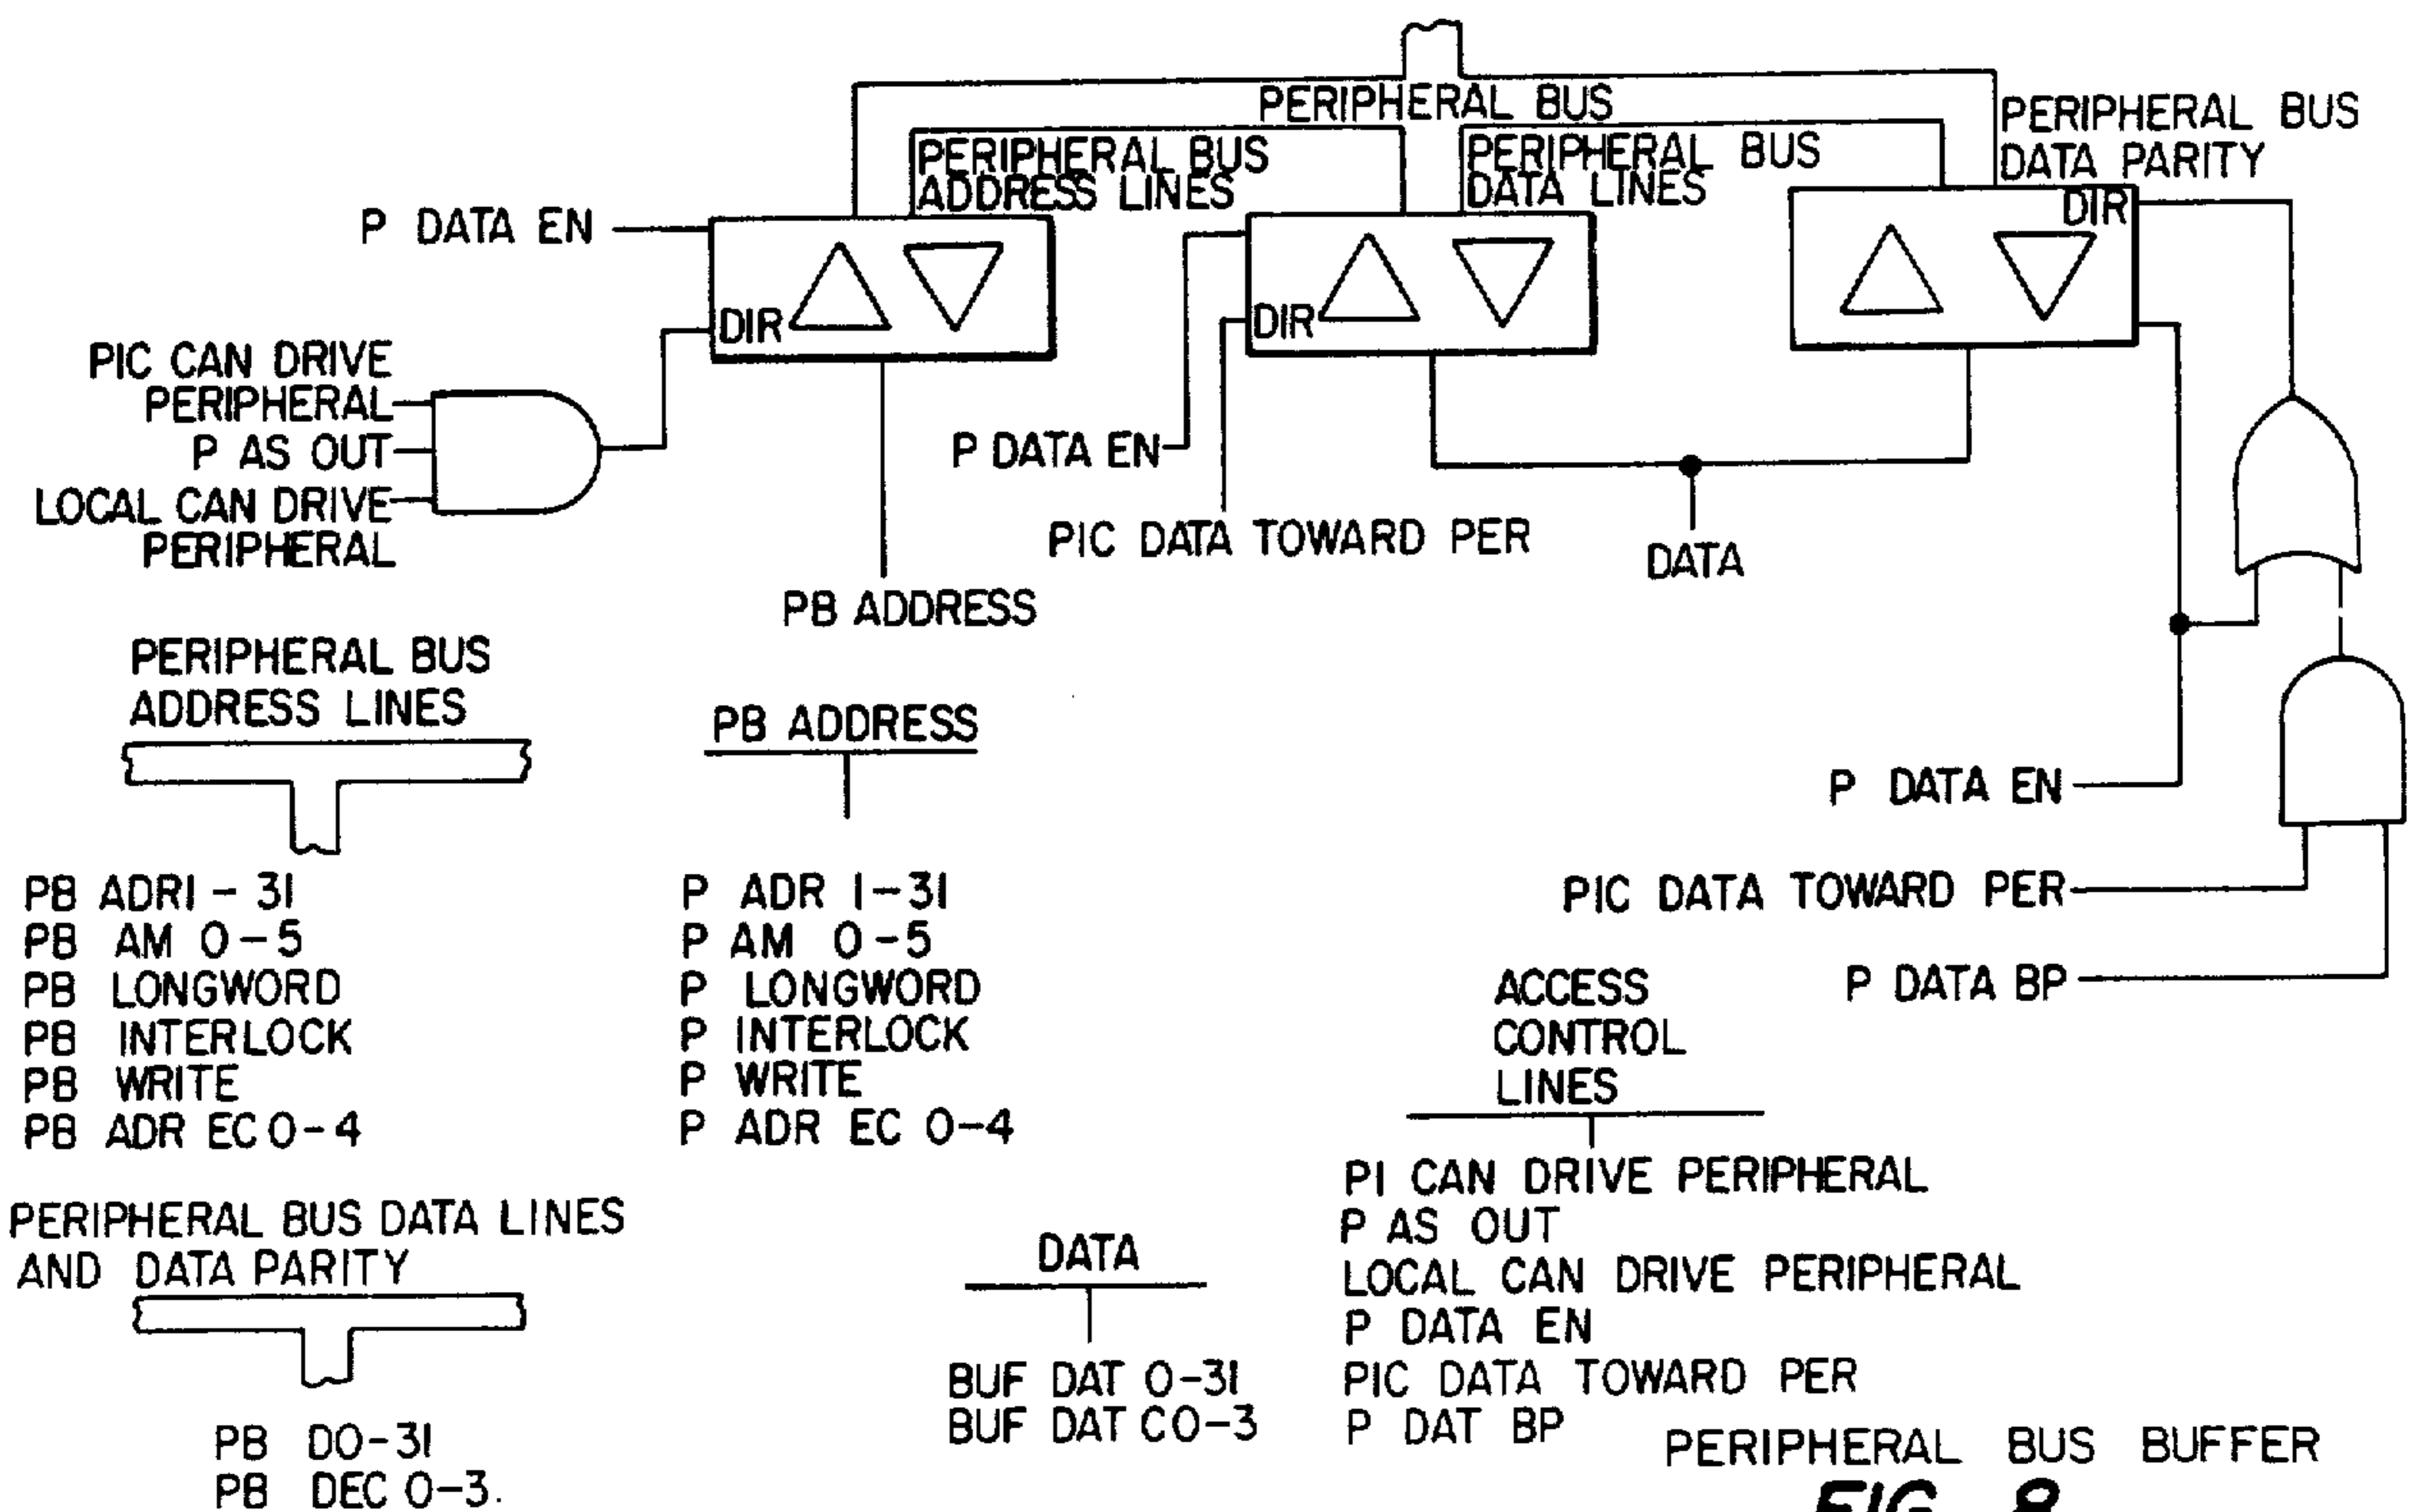 PERIPHERAL BUS
PERIPHERAL BUS
ADDRESS LINES
PERIPHERAL BUS
DATA LINES
PERIPHERAL BUS
DATA PARITY
P DATA EN
DIR
DIR
DIR
PIC CAN DRIVE
PERIPHERAL
P AS OUT
LOCAL CAN DRIVE
PERIPHERAL
P DATA EN
PIC DATA TOWARD PER
DATA
PB ADDRESS
P DATA EN
PIC DATA TOWARD PER
P DATA BP
PERIPHERAL BUS
ADDRESS LINES
PB ADR1-31
PB AM 0-5
PB LONGWORD
PB INTERLOCK
PB WRITE
PB ADR EC 0-4
PB ADDRESS
P ADR 1-31
P AM 0-5
P LONGWORD
P INTERLOCK
P WRITE
P ADR EC 0-4
PERIPHERAL BUS DATA LINES
AND DATA PARITY
PB D0-31
PB DEC 0-3.
DATA
BUF DAT 0-31
BUF DAT C0-3
ACCESS
CONTROL
LINES
PI CAN DRIVE PERIPHERAL
P AS OUT
LOCAL CAN DRIVE PERIPHERAL
P DATA EN
PIC DATA TOWARD PER
P DAT BP
PERIPHERAL BUS BUFFER
FIG. 8